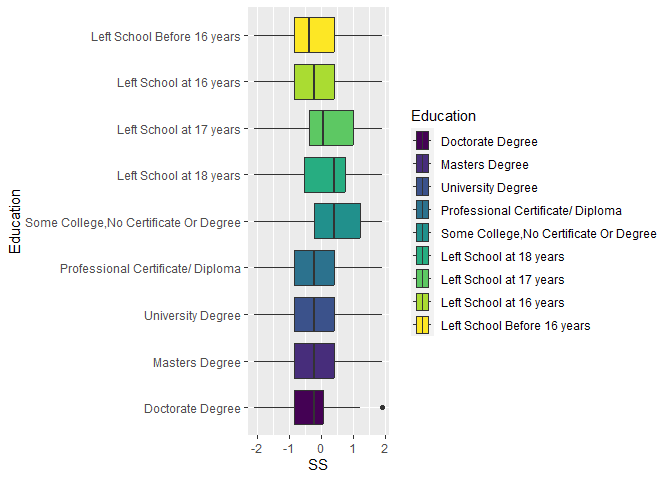 Left School Before 16 years
Left School at 16 years
Left School at 17 years
Left School at 18 years
Some College,No Certificate Or Degree
Professional Certificate/ Diploma
University Degree
Masters Degree
Doctorate Degree
Education
-2 -1 0 1 2
SS
Education
Doctorate Degree
Masters Degree
University Degree
Professional Certificate/ Diploma
Some College,No Certificate Or Degree
Left School at 18 years
Left School at 17 years
Left School at 16 years
Left School Before 16 years